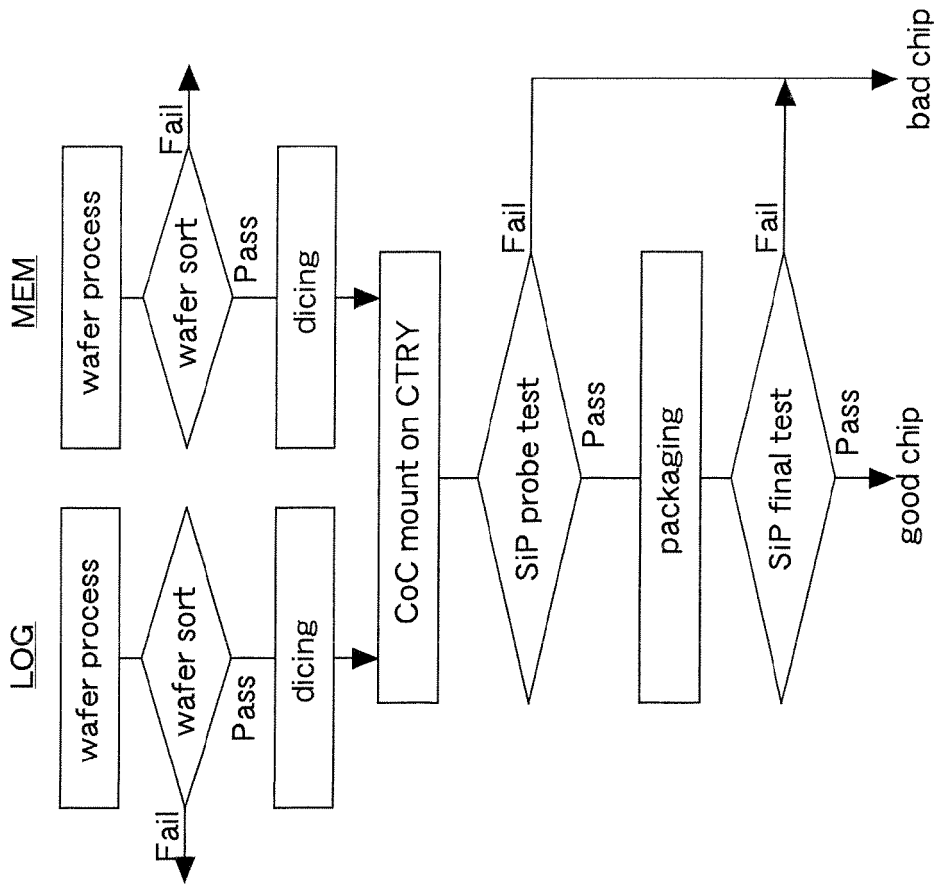 LOG
MEM
wafer process
wafer process
wafer sort
wafer sort
Fail
Fail
Pass
Pass
dicing
dicing
CoC mount on CTRY
SiP probe test
Fail
Pass
packaging
SiP final test
Fail
Pass
good chip
bad chip